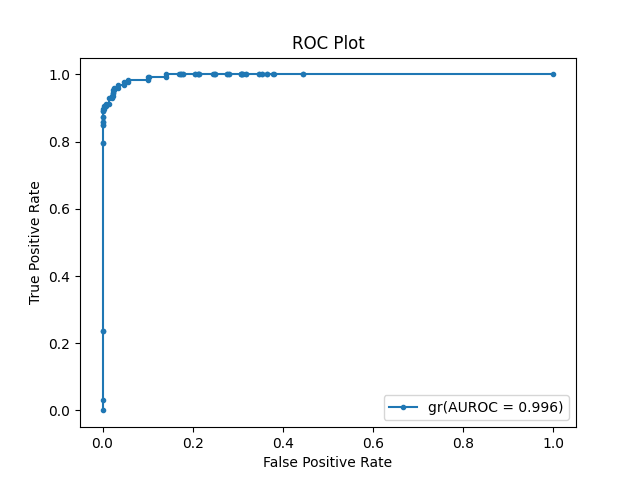 ROC Plot
1.0
0.8
0.6
0.4
0.2
0.0
True Positive Rate
gr(AUROC = 0.996)
0.0 0.2 0.4 0.6 0.8 1.0
False Positive Rate